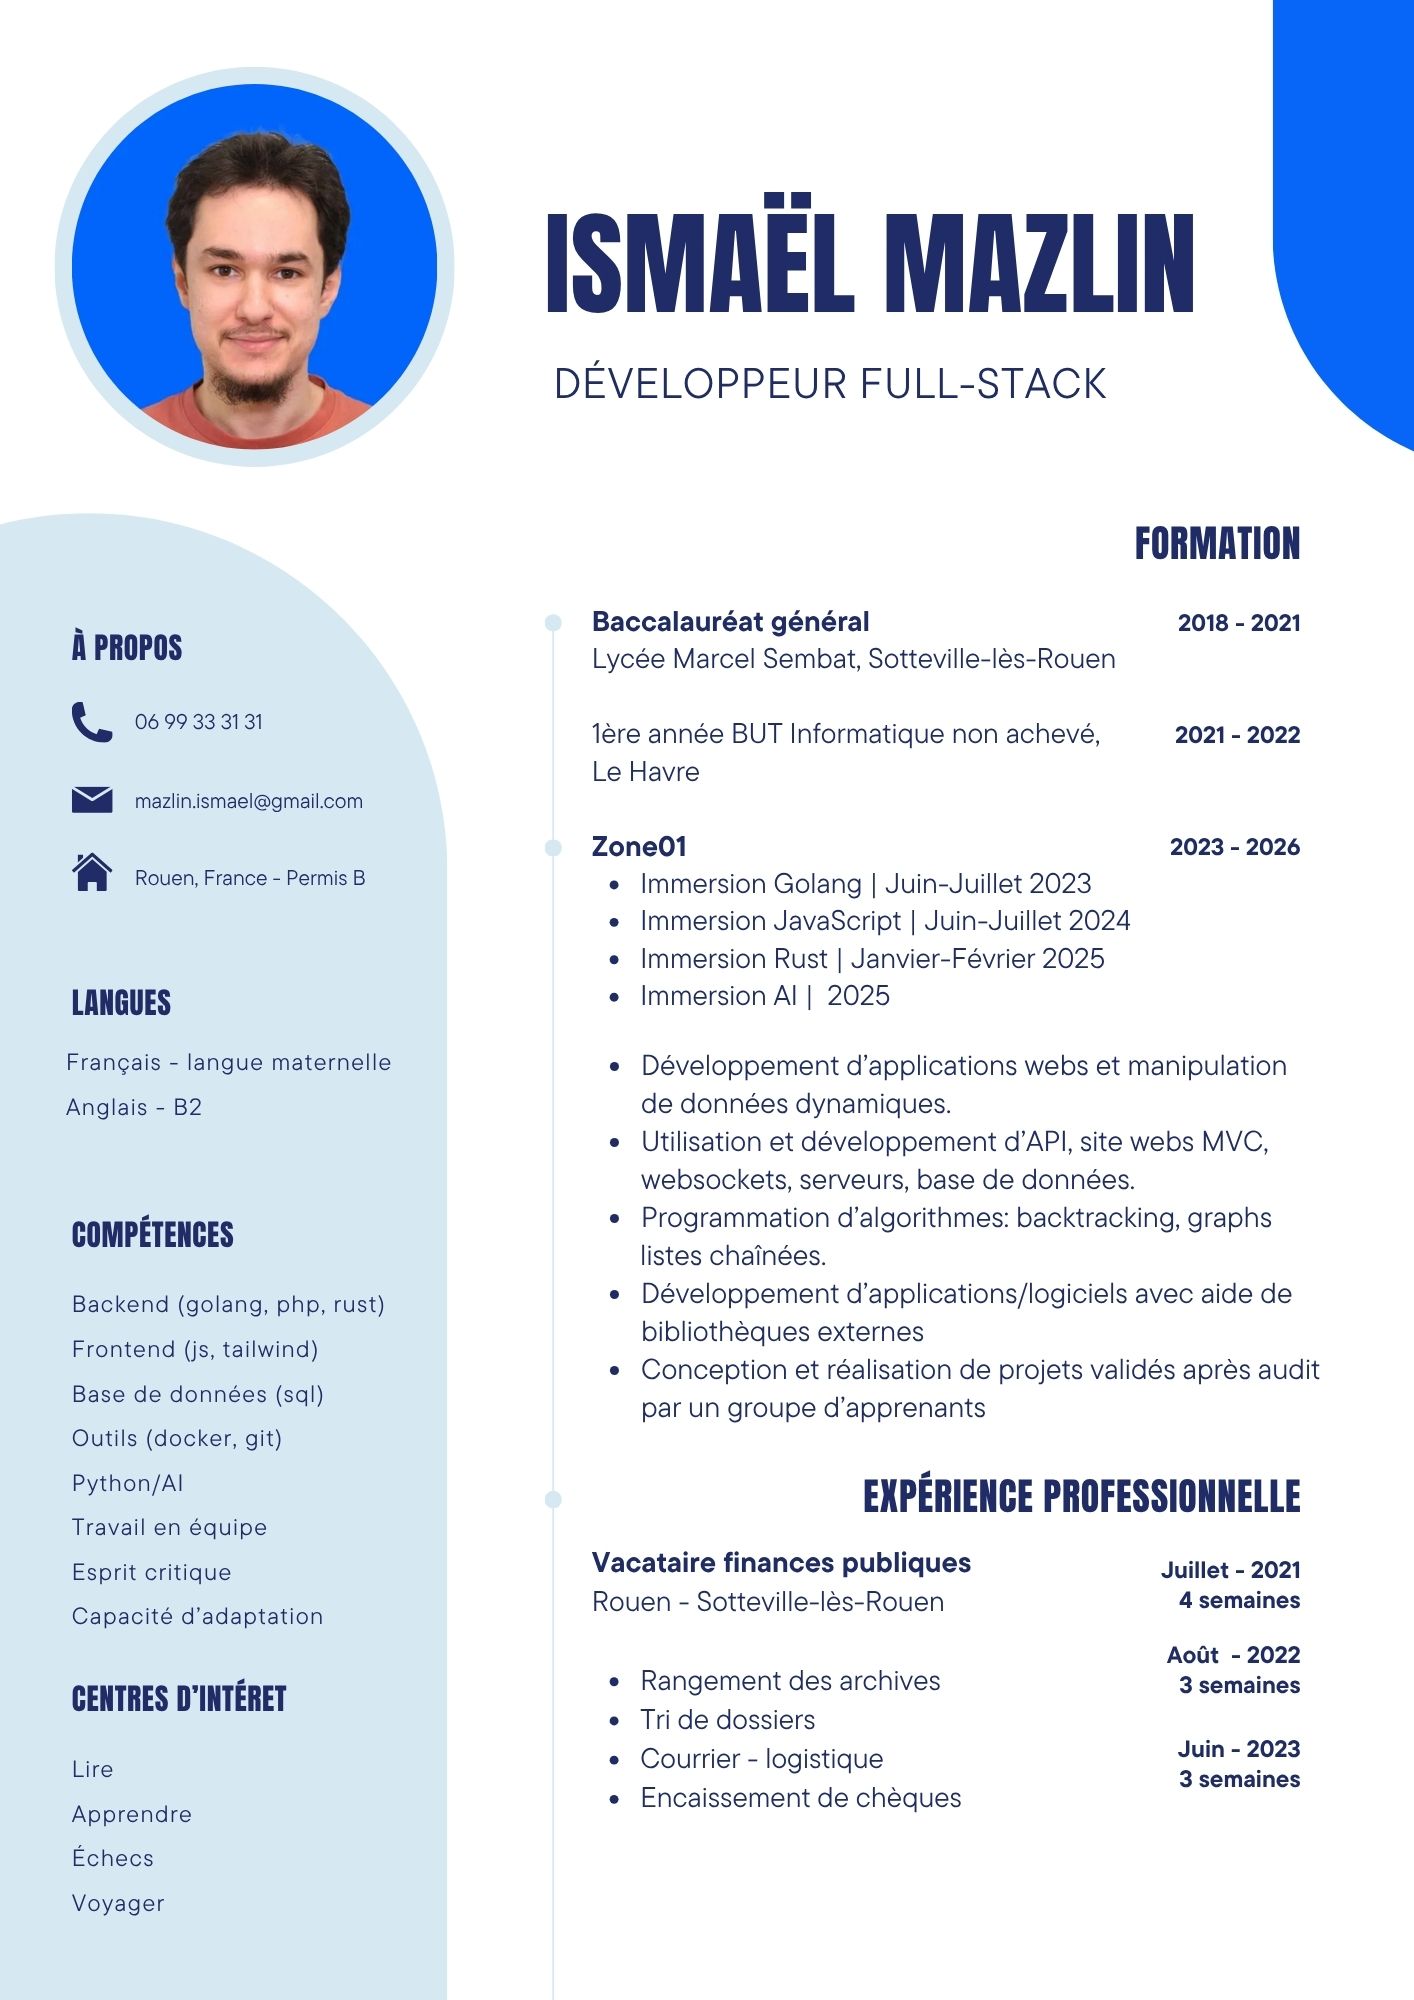 ISMAËL MAZLIN
DÉVELOPPEUR FULL-STACK
À PROPOS
06 99 33 31 31
mazlin.ismael@gmail.com
Rouen, France - Permis B
LANGUES
Français - langue maternelle
Anglais - B2
COMPÉTENCES
Backend (golang, php, rust)
Frontend (js, tailwind)
Base de données (sql)
Outils (docker, git)
Python/AI
Travail en équipe
Esprit critique
Capacité d’adaptation
CENTRES D’INTÉRET
Lire
Apprendre
Échecs
Voyager
FORMATION
Baccalauréat général 2018 - 2021
Lycée Marcel Sembat, Sotteville-lès-Rouen
1ère année BUT Informatique non achevé, 2021 - 2022
Le Havre
Zone01 2023 - 2026
• Immersion Golang | Juin-Juillet 2023
• Immersion JavaScript | Juin-Juillet 2024
• Immersion Rust | Janvier-Février 2025
• Immersion AI | 2025
• Développement d’applications webs et manipulation
de données dynamiques.
• Utilisation et développement d’API, site webs MVC,
websockets, serveurs, base de données.
• Programmation d’algorithmes: backtracking, graphs
listes chaînées.
• Développement d’applications/logiciels avec aide de
bibliothèques externes
• Conception et réalisation de projets validés après audit
par un groupe d’apprenants
EXPÉRIENCE PROFESSIONNELLE
Vacataire finances publiques
Rouen - Sotteville-lès-Rouen
Juillet - 2021
4 semaines
Août - 2022
3 semaines
Juin - 2023
3 semaines
• Rangement des archives
• Tri de dossiers
• Courrier - logistique
• Encaissement de chèques